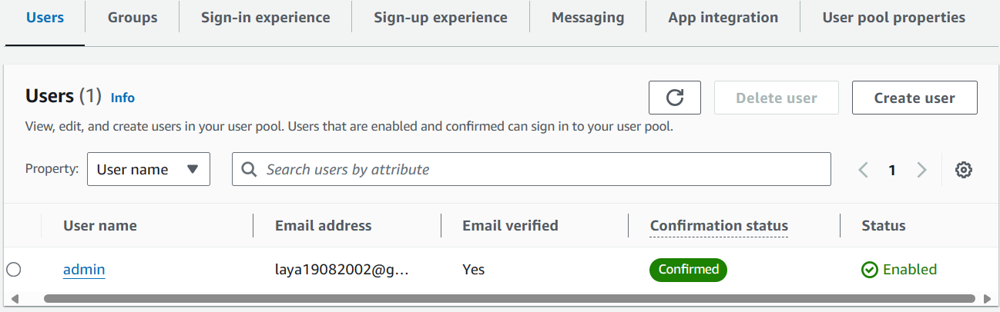 Users Groups Sign-in experience Sign-up experience Messaging App integration User pool properties
Users (1) Info
Delete user Create user
View, edit, and create users in your user pool. Users that are enabled and confirmed can sign in to your user pool.
Property: User name Search users by attribute 1
User name Email address Email verified Confirmation status Status
admin laya19082002@g... Yes Confirmed Enabled